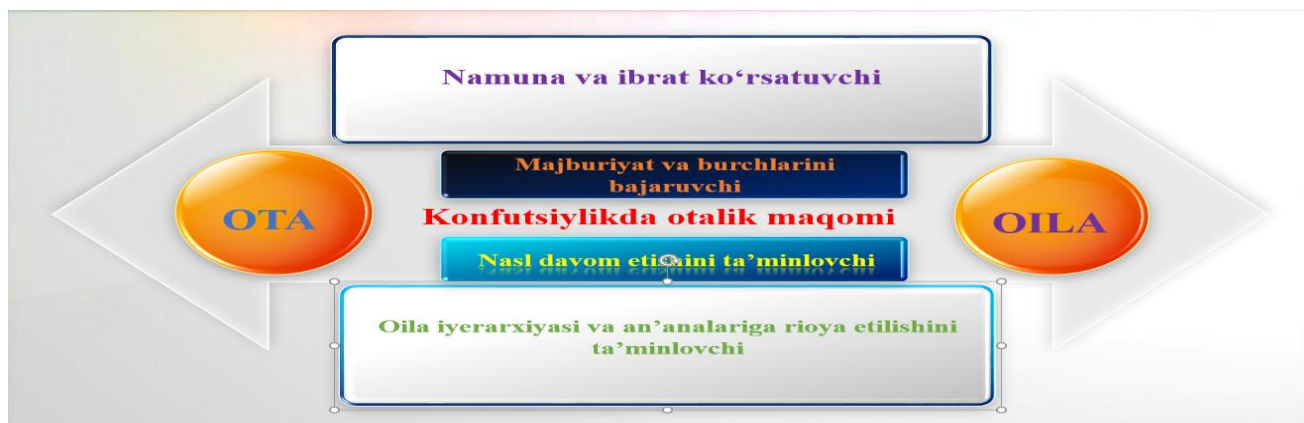 Namuna va ibrat ko‘rsatuvchi
Majburiyat va burchlarini
bajaruvchi
OTA
Konfutsiylikda otalik maqomi
OILA
Nasl davom etishini ta’minlovchi
Oila iyerarxiyasi va an’analariga rioya etilishini
ta’minlovchi